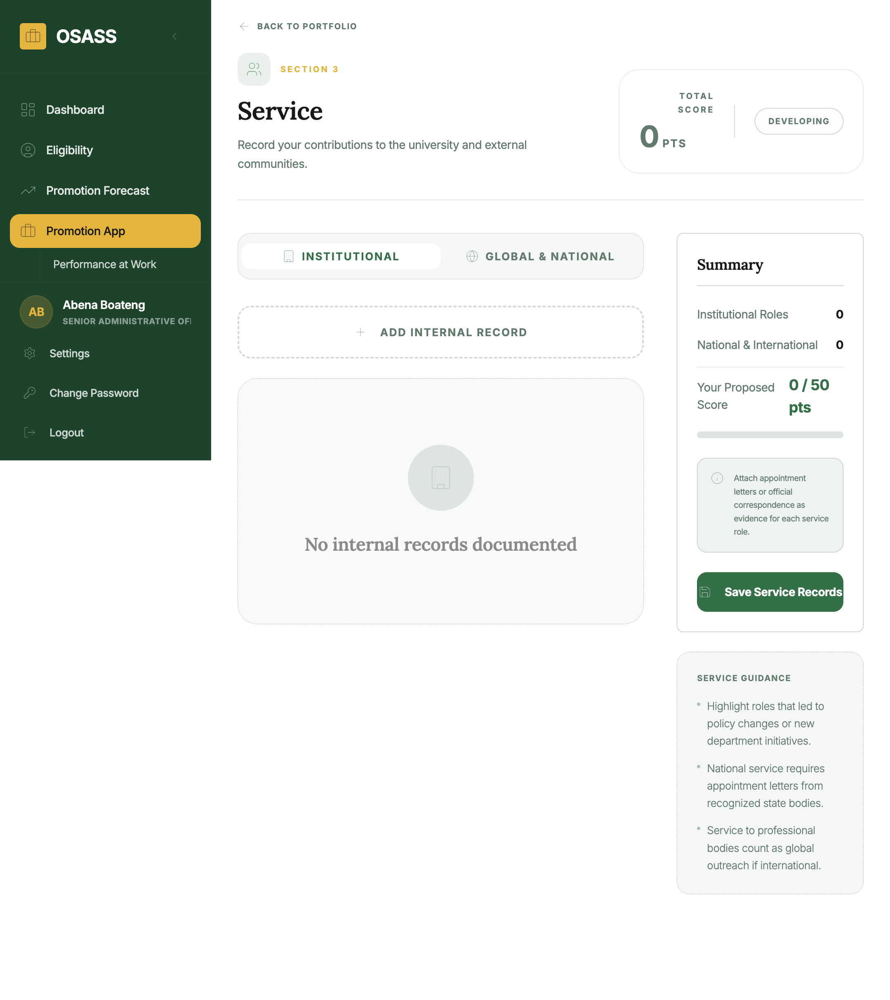 OSASS
Dashboard
Eligibility
Promotion Forecast
Promotion App
Performance at Work
AB
Abena Boateng
SENIOR ADMINISTRATIVE OF
Settings
Change Password
Logout
BACK TO PORTFOLIO
SECTION 3
Service
Record your contributions to the university and external
communities.
TOTAL
SCORE
0 PTS
DEVELOPING
INSTITUTIONAL
GLOBAL & NATIONAL
ADD INTERNAL RECORD
No internal records documented
Summary
Institutional Roles 0
National & International 0
Your Proposed
Score
0 / 50
pts
Attach appointment
letters or official
correspondence as
evidence for each service
role.
Save Service Records
SERVICE GUIDANCE
Highlight roles that led to
policy changes or new
department initiatives.
National service requires
appointment letters from
recognized state bodies.
Service to professional
bodies count as global
outreach if international.